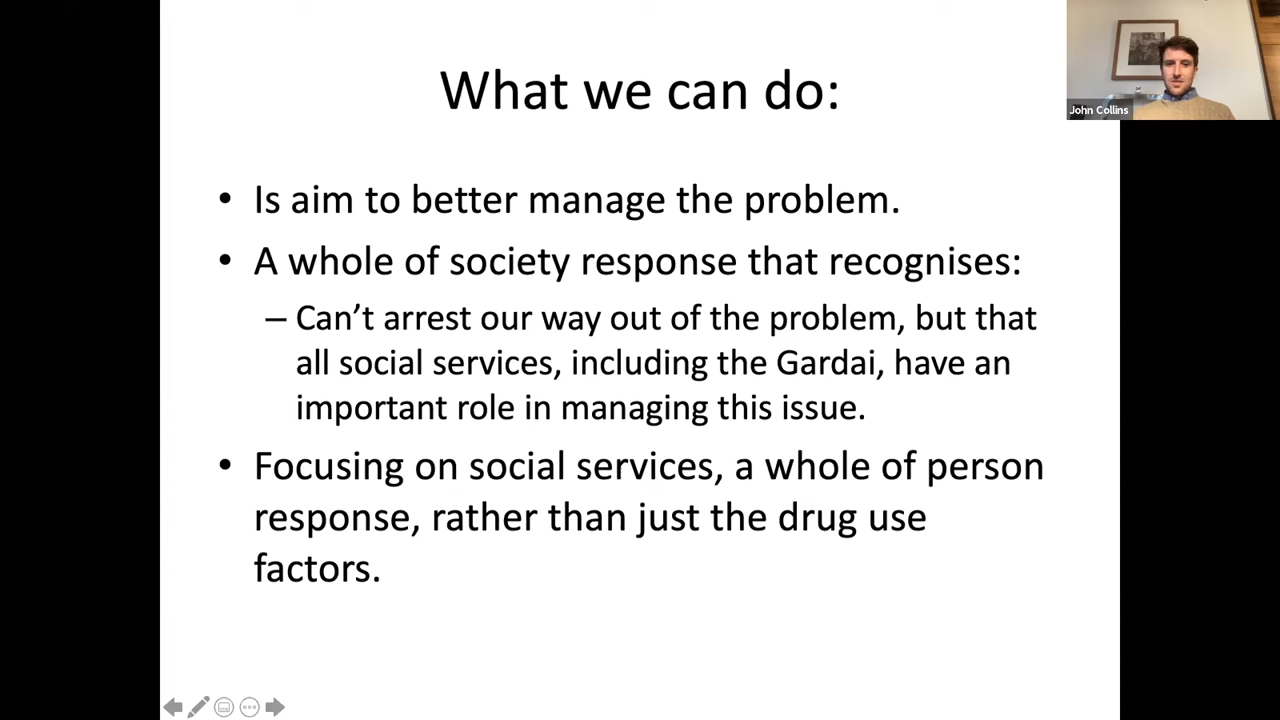 What we can do:
• Is aim to better manage the problem.
• A whole of society response that recognises:
– Can’t arrest our way out of the problem, but that
all social services, including the Gardai, have an
important role in managing this issue.
• Focusing on social services, a whole of person
response, rather than just the drug use
factors.
John Collins